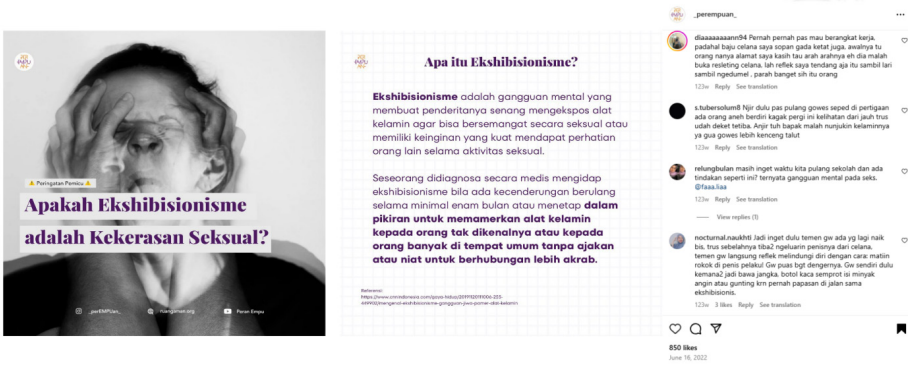 PER
EMPU
AN
⚠ Peringatan Pemicu ⚠
Apakah Ekshibisionisme
adalah Kekerasan Seksual?
_perEMPUan_
ruangaman.org
Peran Empu
PER
EMPU
AN
Apa itu Ekshibisionisme?
Ekshibisionisme adalah gangguan mental yang
membuat penderitanya senang mengekspos alat
kelamin agar bisa bersemangat secara seksual atau
memiliki keinginan yang kuat mendapat perhatian
orang lain selama aktivitas seksual.
Seseorang didiagnosa secara medis mengidap
ekshibisionisme bila ada kecenderungan berulang
selama minimal enam bulan atau menetap dalam
pikiran untuk memamerkan alat kelamin
kepada orang tak dikenalnya atau kepada
orang banyak di tempat umum tanpa ajakan
atau niat untuk berhubungan lebih akrab.
Referensi:
_perempuan_
diaaaaaaaann94 Pernah pernah pas mau berangkat kerja,
padahal baju celana saya sopan gada ketat juga, awalnya tu
orang nanya alamat saya kasih tau arah arahnya eh dia malah
buka resleting celana, lah reflek saya tendang aja itu sambil lari
sambil ngedumel , parah banget sih itu orang
123w Reply See translation
s.tubersolum8 Njir dulu pas pulang gowes seped di pertigaan
ada orang aneh berdiri kagak pergi ini kelihatan dari jauh trus
udah deket tetiba. Anjir tuh bapak malah nunjukin kelaminnya
ya gua gowes lebih kenceng talut
123w Reply See translation
relungbulan masih inget waktu kita pulang sekolah dan ada
tindakan seperti ini? ternyata gangguan mental pada seks.
@faaa.liaa
123w Reply See translation
View replies (1)
nocturnal.naukhti Jadi inget dulu temen gw ada yg lagi naik
bis, trus sebelahnya tiba2 ngeluarin penisnya dari celana,
temen gw langsung reflek melindungi diri dengan cara: matiin
rokok di penis pelaku! Gw puas bgt dengernya. Gw sendiri dulu
kemana2 jadi bawa jangka, botol kaca semprot isi minyak
angin atau gunting krn pernah papasan di jalan sama
ekshibisionis.
123w 3 likes Reply See translation
850 likes
June 16, 2022